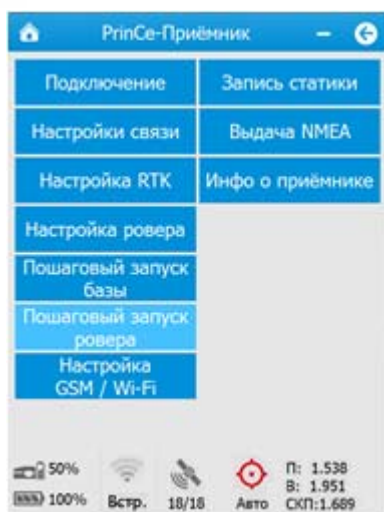 PrinCe-Приёмник
Подключение
Запись статики
Настройки связи
Выдача NMEA
Настройка RTK
Инфо о приёмнике
Настройка ровера
Пошаговый запуск
базы
Пошаговый запуск
ровера
Настройка
GSM / Wi-Fi
50%
100%
Встр.
18/18
Авто
П: 1.538
В: 1.951
СКП:1.689